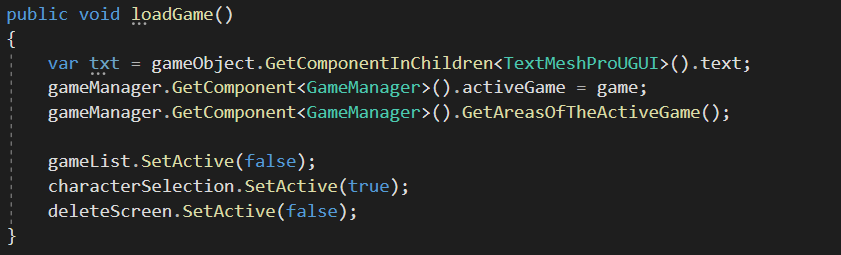 public void loadGame()
{
var txt = gameObject.GetComponentInChildren<TextMeshProUGUI>().text;
gameManager.GetComponent<GameManager>().activeGame = game;
gameManager.GetComponent<GameManager>().GetAreasOfTheActiveGame();
gameList.SetActive(false);
characterSelection.SetActive(true);
deleteScreen.SetActive(false);
}